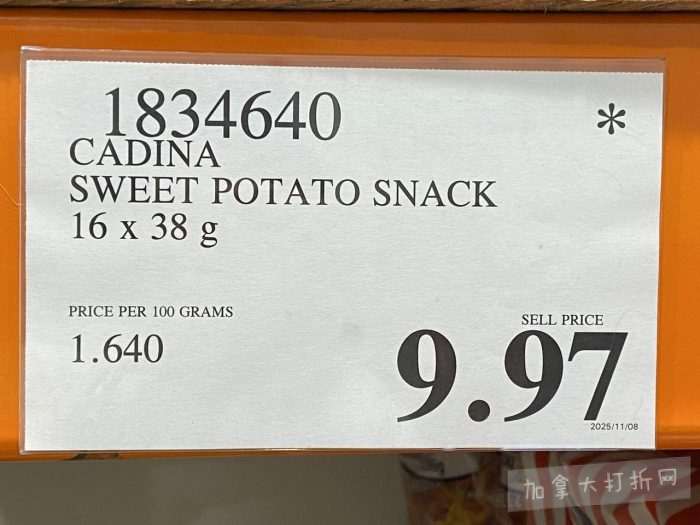 1834640
*
CADINA
SWEET POTATO SNACK
16 x 38 g
PRICE PER 100 GRAMS
1.640
SELL PRICE
9.97
2025/11/08
加拿大打折网